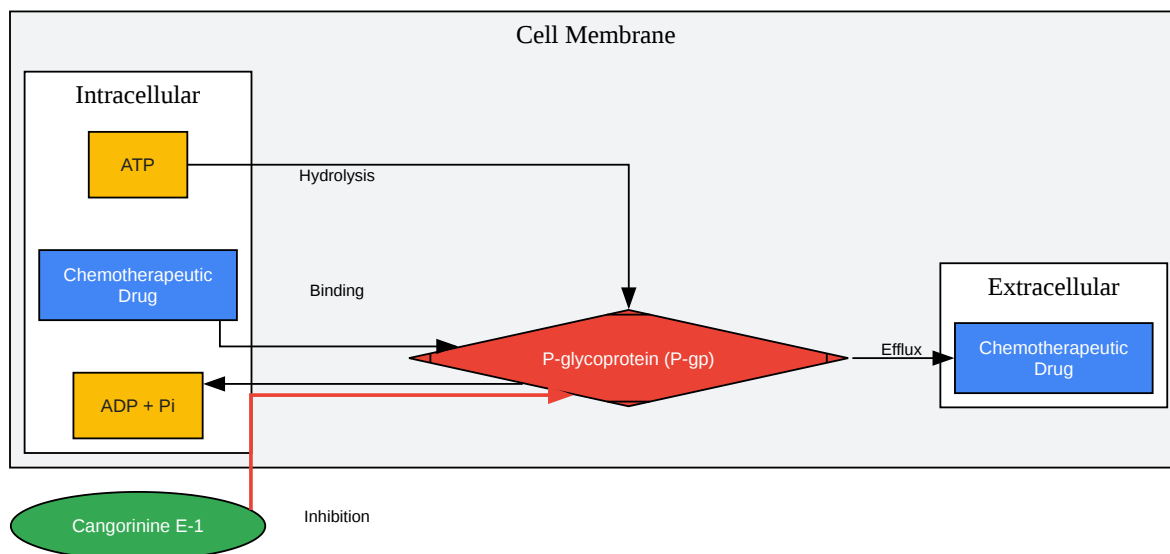 Cell Membrane
Intracellular
ATP
Hydrolysis
Chemotherapeutic
Drug
Binding
Extracellular
P-glycoprotein (P-gp)
Efflux
Chemotherapeutic
Drug
ADP + Pi
Cangorinine E-1
Inhibition